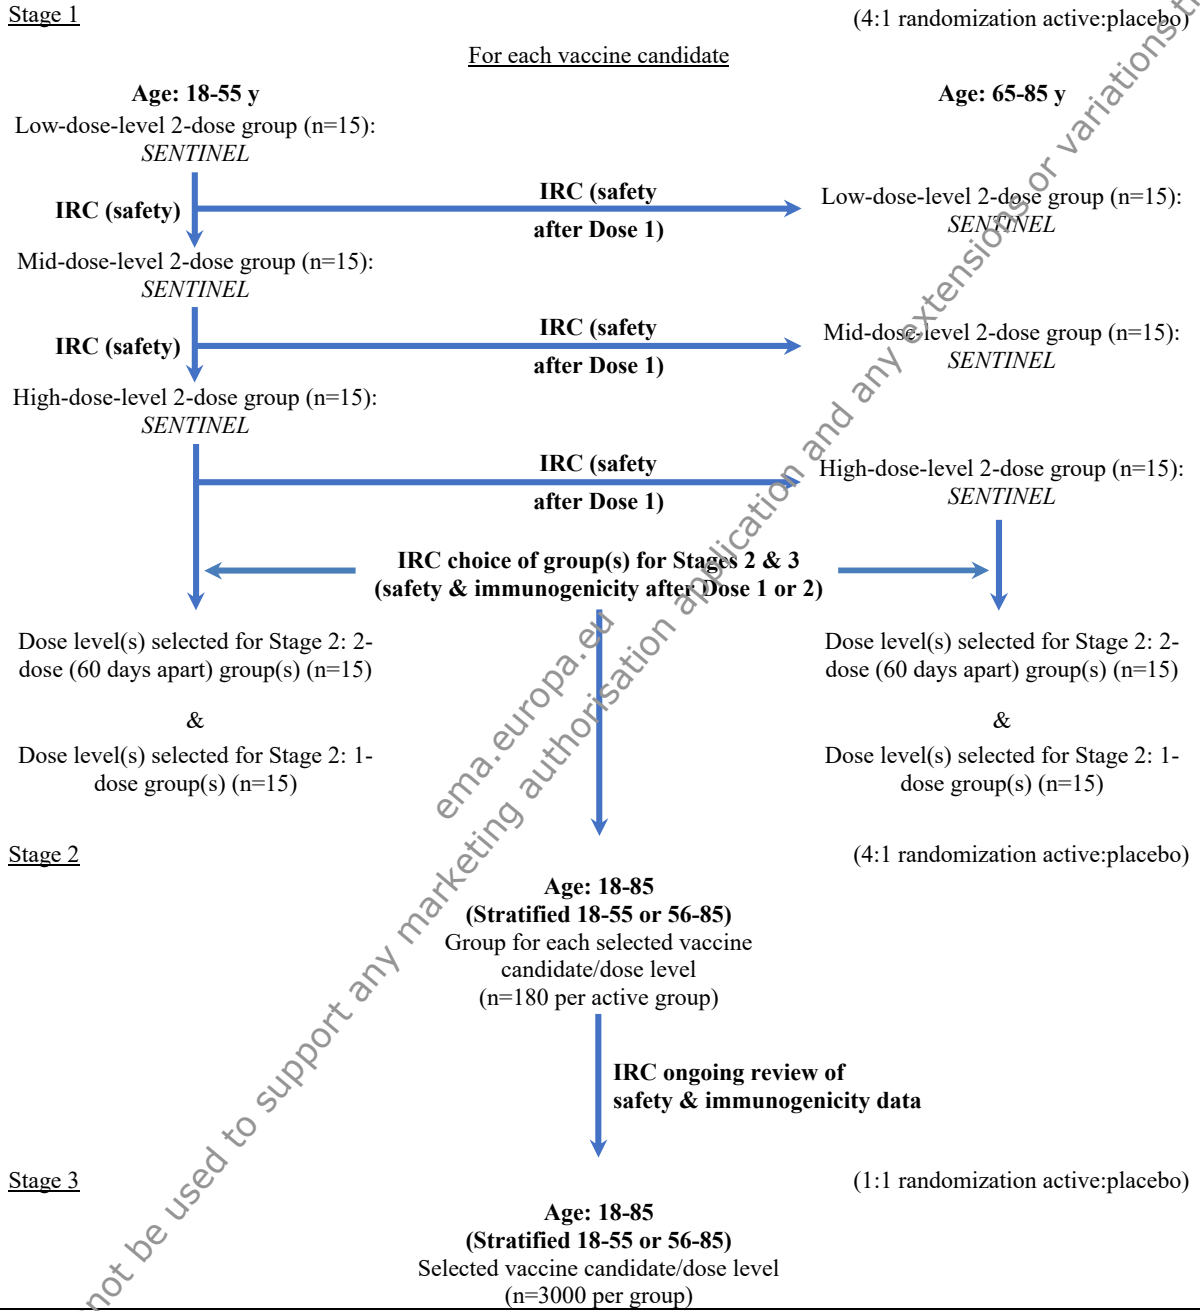 Stage 1
(4:1 randomization active:placebo)
For each vaccine candidate
Age: 18-55 y
Age: 65-85 y
Low-dose-level 2-dose group (n=15):
SENTINEL
IRC (safety)
IRC (safety
after Dose 1)
Low-dose-level 2-dose group (n=15):
SENTINEL
Mid-dose-level 2-dose group (n=15):
SENTINEL
IRC (safety)
IRC (safety
after Dose 1)
Mid-dose-level 2-dose group (n=15):
SENTINEL
High-dose-level 2-dose group (n=15):
SENTINEL
IRC (safety
after Dose 1)
High-dose-level 2-dose group (n=15):
SENTINEL
IRC choice of group(s) for Stages 2 & 3
(safety & immunogenicity after Dose 1 or 2)
Dose level(s) selected for Stage 2: 2-
dose (60 days apart) group(s) (n=15)
&
Dose level(s) selected for Stage 2: 1-
dose group(s) (n=15)
Dose level(s) selected for Stage 2: 2-
dose (60 days apart) group(s) (n=15)
&
Dose level(s) selected for Stage 2: 1-
dose group(s) (n=15)
Stage 2
(4:1 randomization active:placebo)
Age: 18-85
(Stratified 18-55 or 56-85)
Group for each selected vaccine
candidate/dose level
(n=180 per active group)
IRC ongoing review of
safety & immunogenicity data
Stage 3
(1:1 randomization active:placebo)
Age: 18-85
(Stratified 18-55 or 56-85)
Selected vaccine candidate/dose level
(n=3000 per group)
ema.europa.eu
not be used to support any marketing authorisation application and any extensions or variations